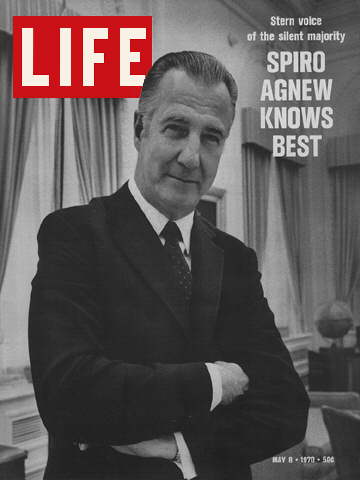 LIFE
Stern voice
of the silent majority
SPIRO
AGNEW
KNOWS
BEST
MAY 8 • 1970 • 50¢